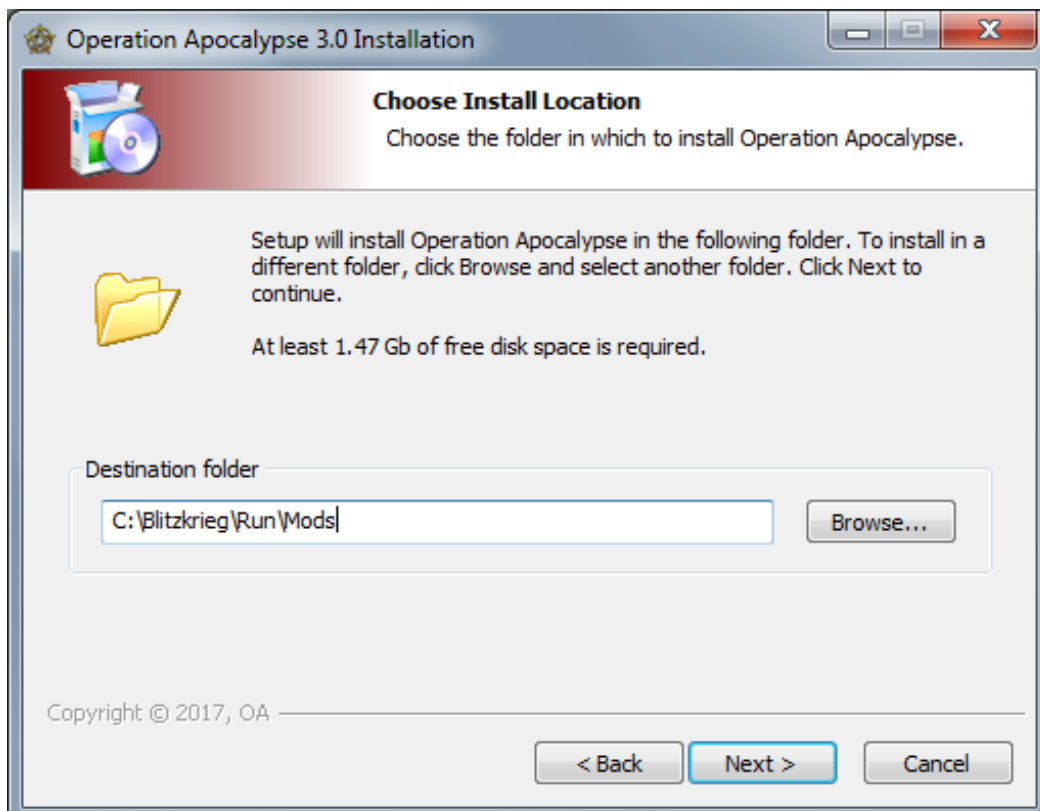 Operation Apocalypse 3.0 Installation
Choose Install Location
Choose the folder in which to install Operation Apocalypse.
Setup will install Operation Apocalypse in the following folder. To install in a
different folder, click Browse and select another folder. Click Next to
continue.
At least 1.47 Gb of free disk space is required.
Destination folder
C:\Blitzkrieg\Run\Mods
Browse...
Copyright © 2017, OA
< Back
Next >
Cancel